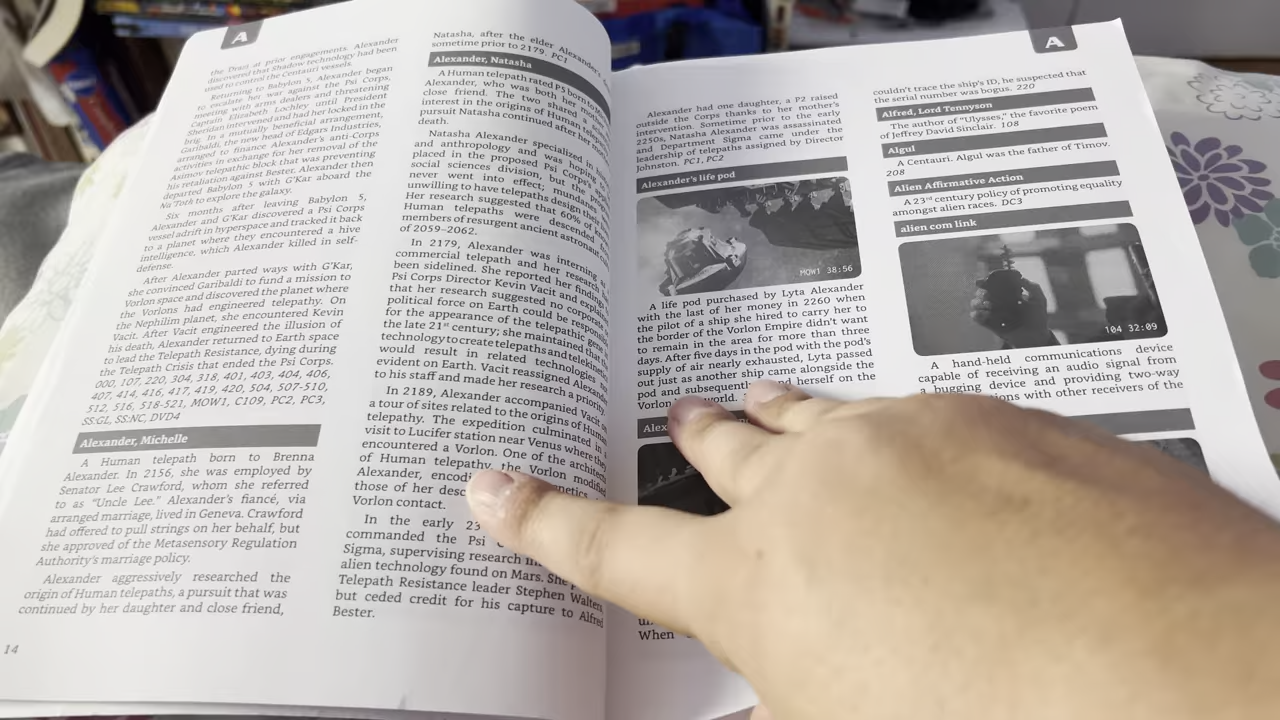 A
the Drazi at prior engagements. Alexander
discovered that Shadow technology had been
used to control the Centauri vessels.
Returning to Babylon 5, Alexander began
to escalate her war against the Psi Corps,
meeting with arms dealers and threatening
Captain Elizabeth Lochley until President
Sheridan intervened and had her locked in the
brig. In a mutually beneficial arrangement,
Garibaldi, the new head of Edgars Industries,
arranged to finance Alexander's anti-Corps
activities in exchange for her removal of the
Asimov telepathic block that was preventing
his retaliation against Bester. Alexander then
departed Babylon 5 with G'Kar aboard the
Na'Toth to explore the galaxy.
Six months after leaving Babylon 5,
Alexander and G'Kar discovered a Psi Corps
vessel adrift in hyperspace and tracked it back
to a planet where they encountered a hive
intelligence, which Alexander killed in self-
defense.
After Alexander parted ways with G'Kar,
she convinced Garibaldi to fund a mission to
Vorlon space and discovered the planet where
the Vorlons had engineered telepathy. On
the Nephilim planet, she encountered Kevin
Vacit. After Vacit engineered the illusion of
his death, Alexander returned to Earth space
to lead the Telepath Resistance, dying during
the Telepath Crisis that ended the Psi Corps.
000, 107, 220, 304, 318, 401, 403, 404, 406,
407, 414, 416, 417, 419, 420, 504, 507-510,
512, 516, 518-521, MOW1, C109, PC2, PC3,
SS:GL, SS:NC, DVD4
Alexander, Michelle
A Human telepath born to Brenna
Alexander. In 2156, she was employed by
Senator Lee Crawford, whom she referred
to as "Uncle Lee." Alexander's fiancé, via
arranged marriage, lived in Geneva. Crawford
had offered to pull strings on her behalf, but
she approved of the Metasensory Regulation
Authority's marriage policy.
Alexander aggressively researched the
origin of Human telepaths, a pursuit that was
continued by her daughter and close friend,
14
Natasha, after the elder Alexander's
sometime prior to 2179. PC1
Alexander, Natasha
A Human telepath rated P5 born to
Alexander, who was both her mother
close friend. The two shared
interest in the origins of Human
pursuit Natasha continued after her
death.
Natasha Alexander specialized in
and anthropology and was hoping
placed in the proposed Psi Corps
social sciences division, but the
never went into effect; mundanes
unwilling to have telepaths design their
Her research suggested that 60% of
Human telepaths were descended
members of resurgent ancient astronaut
of 2059–2062.
In 2179, Alexander was interning
commercial telepath and her research
been sidelined. She reported her
Psi Corps Director Kevin Vacit and explained
that her research suggested no corporate
political force on Earth could be responsible
for the appearance of the telepathic gene
the late 21st century; she maintained that
technology to create telepaths and teleme
would result in related technologies
evident on Earth. Vacit reassigned Alexander
to his staff and made her research a priority.
In 2189, Alexander accompanied Vacit on
a tour of sites related to the origins of Human
telepathy. The expedition culminated in
visit to Lucifer station near Venus where they
encountered a Vorlon. One of the architects
of Human telepathy, the Vorlon modified
Alexander, encodi netics
those of her desc
Vorlon contact.
In the early 23
commanded the Psi C
Sigma, supervising research in
alien technology found on Mars. She
Telepath Resistance leader Stephen Walters
but ceded credit for his capture to Alfred
Bester.
A
Alexander had one daughter, a P2 raised
outside the Corps thanks to her mother's
intervention. Sometime prior to the early
2250s, Natasha Alexander was assassinated
and Department Sigma came under the
leadership of telepaths assigned by Director
Johnston. PC1, PC2
Alexander's life pod
MOW1 38:56
A life pod purchased by Lyta Alexander
with the last of her money in 2260 when
the pilot of a ship she hired to carry her to
the border of the Vorlon Empire didn't want
to remain in the area for more than three
days. After five days in the pod with the pod's
supply of air nearly exhausted, Lyta passed
out just as another ship came alongside the
pod and subsequently nd herself on the
Vorlon world.
Alex
un
When
couldn't trace the ship's ID, he suspected that
the serial number was bogus. 220
Alfred, Lord Tennyson
The author of "Ulysses," the favorite poem
of Jeffrey David Sinclair. 108
Algul
A Centauri. Algul was the father of Timov.
208
Alien Affirmative Action
A 23rd century policy of promoting equality
amongst alien races. DC3
alien com link
104 32:09
A hand-held communications device
capable of receiving an audio signal from
a bugging device and providing two-way
ions with other receivers of the